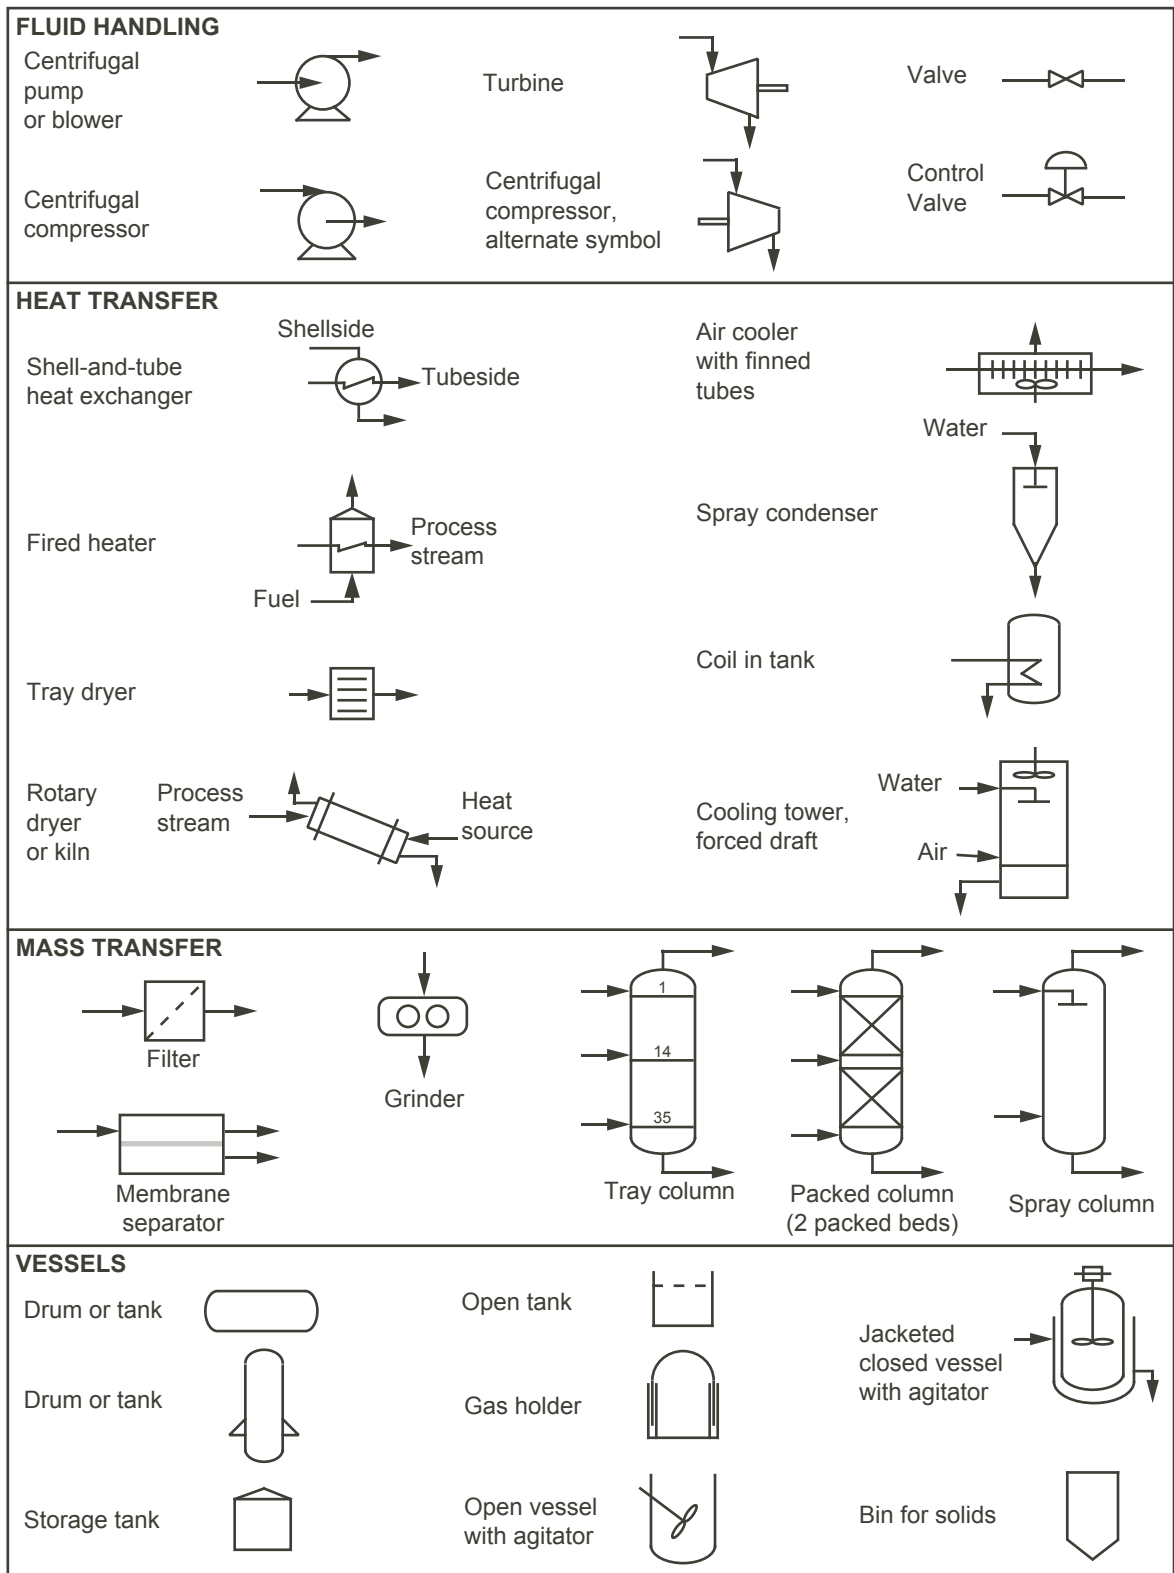 FLUID HANDLING
Centrifugal
pump
or blower
Turbine
Valve
Centrifugal
compressor
Centrifugal
compressor,
alternate symbol
Control
Valve
HEAT TRANSFER
Shellside
Shell-and-tube
heat exchanger
Tubeside
Air cooler
with finned
tubes
Water
Spray condenser
Fired heater
Process
stream
Fuel
Coil in tank
Tray dryer
Rotary
dryer
or kiln
Process
stream
Heat
source
Cooling tower,
forced draft
Water
Air
MASS TRANSFER
Filter
Grinder
1
14
35
Membrane
separator
Tray column
Packed column
(2 packed beds)
Spray column
VESSELS
Drum or tank
Open tank
Jacketed
closed vessel
with agitator
Drum or tank
Gas holder
Storage tank
Open vessel
with agitator
Bin for solids